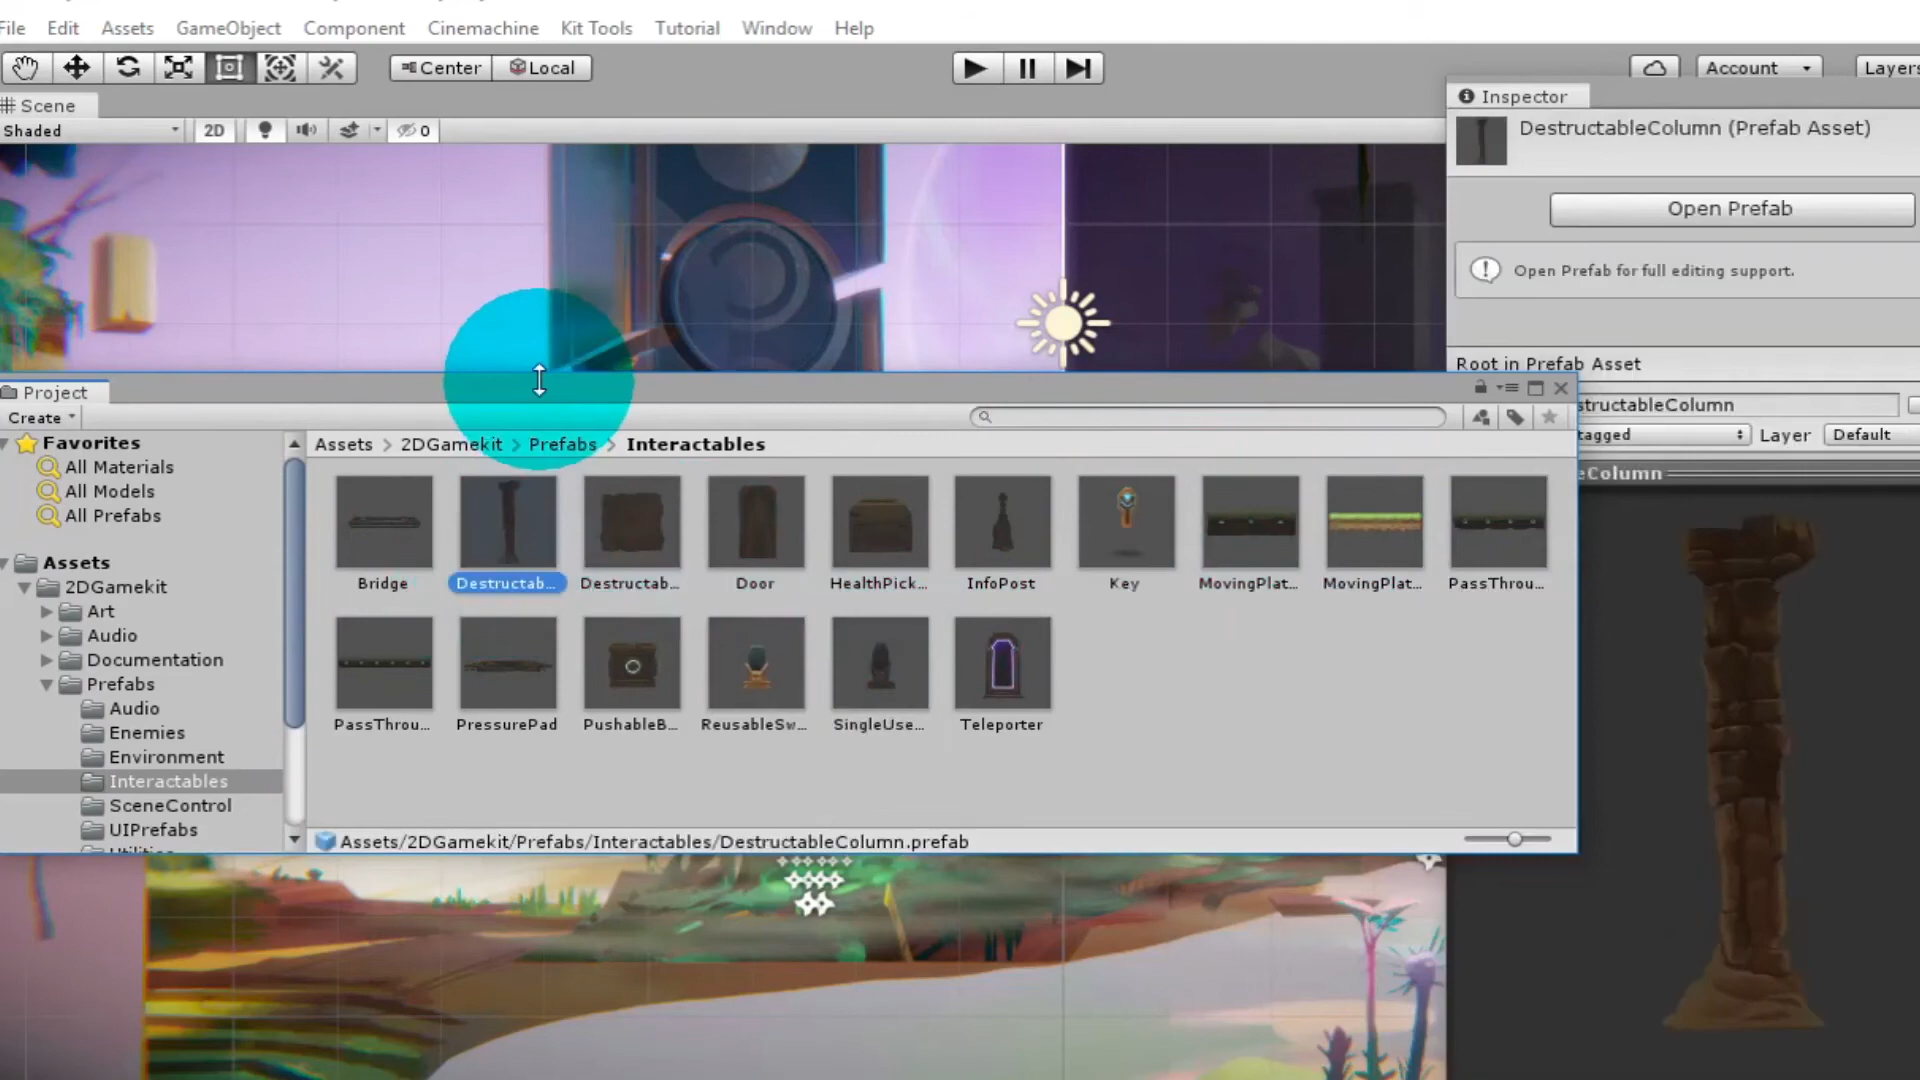 File Edit Assets GameObject Component Cinemachine Kit Tools Tutorial Window Help
Center Local Account Layers
Scene
Shaded 2D 0
Inspector
DestructableColumn (Prefab Asset)
Open Prefab
Open Prefab for full editing support.
Root in Prefab Asset
structableColumn
tagged Layer Default
eColumn
Project
Create
Favorites
All Materials
All Models
All Prefabs
Assets
2DGamekit
Art
Audio
Documentation
Prefabs
Audio
Enemies
Environment
Interactables
SceneControl
UIPrefabs
Assets > 2DGamekit > Prefabs > Interactables
Bridge Destructab... Destructab... Door HealthPick... InfoPost Key MovingPlat... MovingPlat... PassThrou...
PassThrou... PressurePad PushableB... ReusableSw... SingleUse... Teleporter
Assets/2DGamekit/Prefabs/Interactables/DestructableColumn.prefab